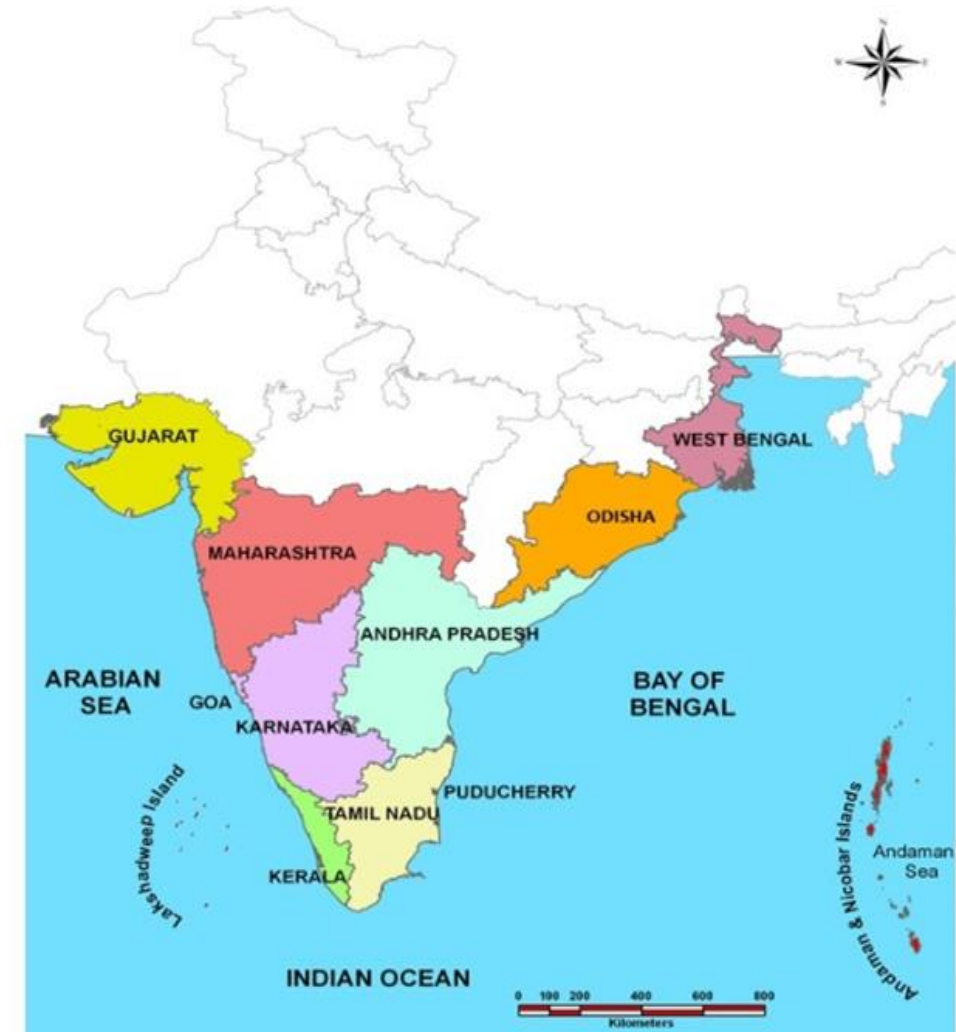 N
W E
S
GUJARAT
WEST BENGAL
ODISHA
MAHARASHTRA
ANDHRA PRADESH
ARABIAN
SEA
GOA
KARNATAKA
BAY OF
BENGAL
PUDUCHERRY
TAMIL NADU
KERALA
Lakshadweep Island
Andaman & Nicobar Islands
Andaman
Sea
INDIAN OCEAN
0 100 200 400 600 800
Kilometers